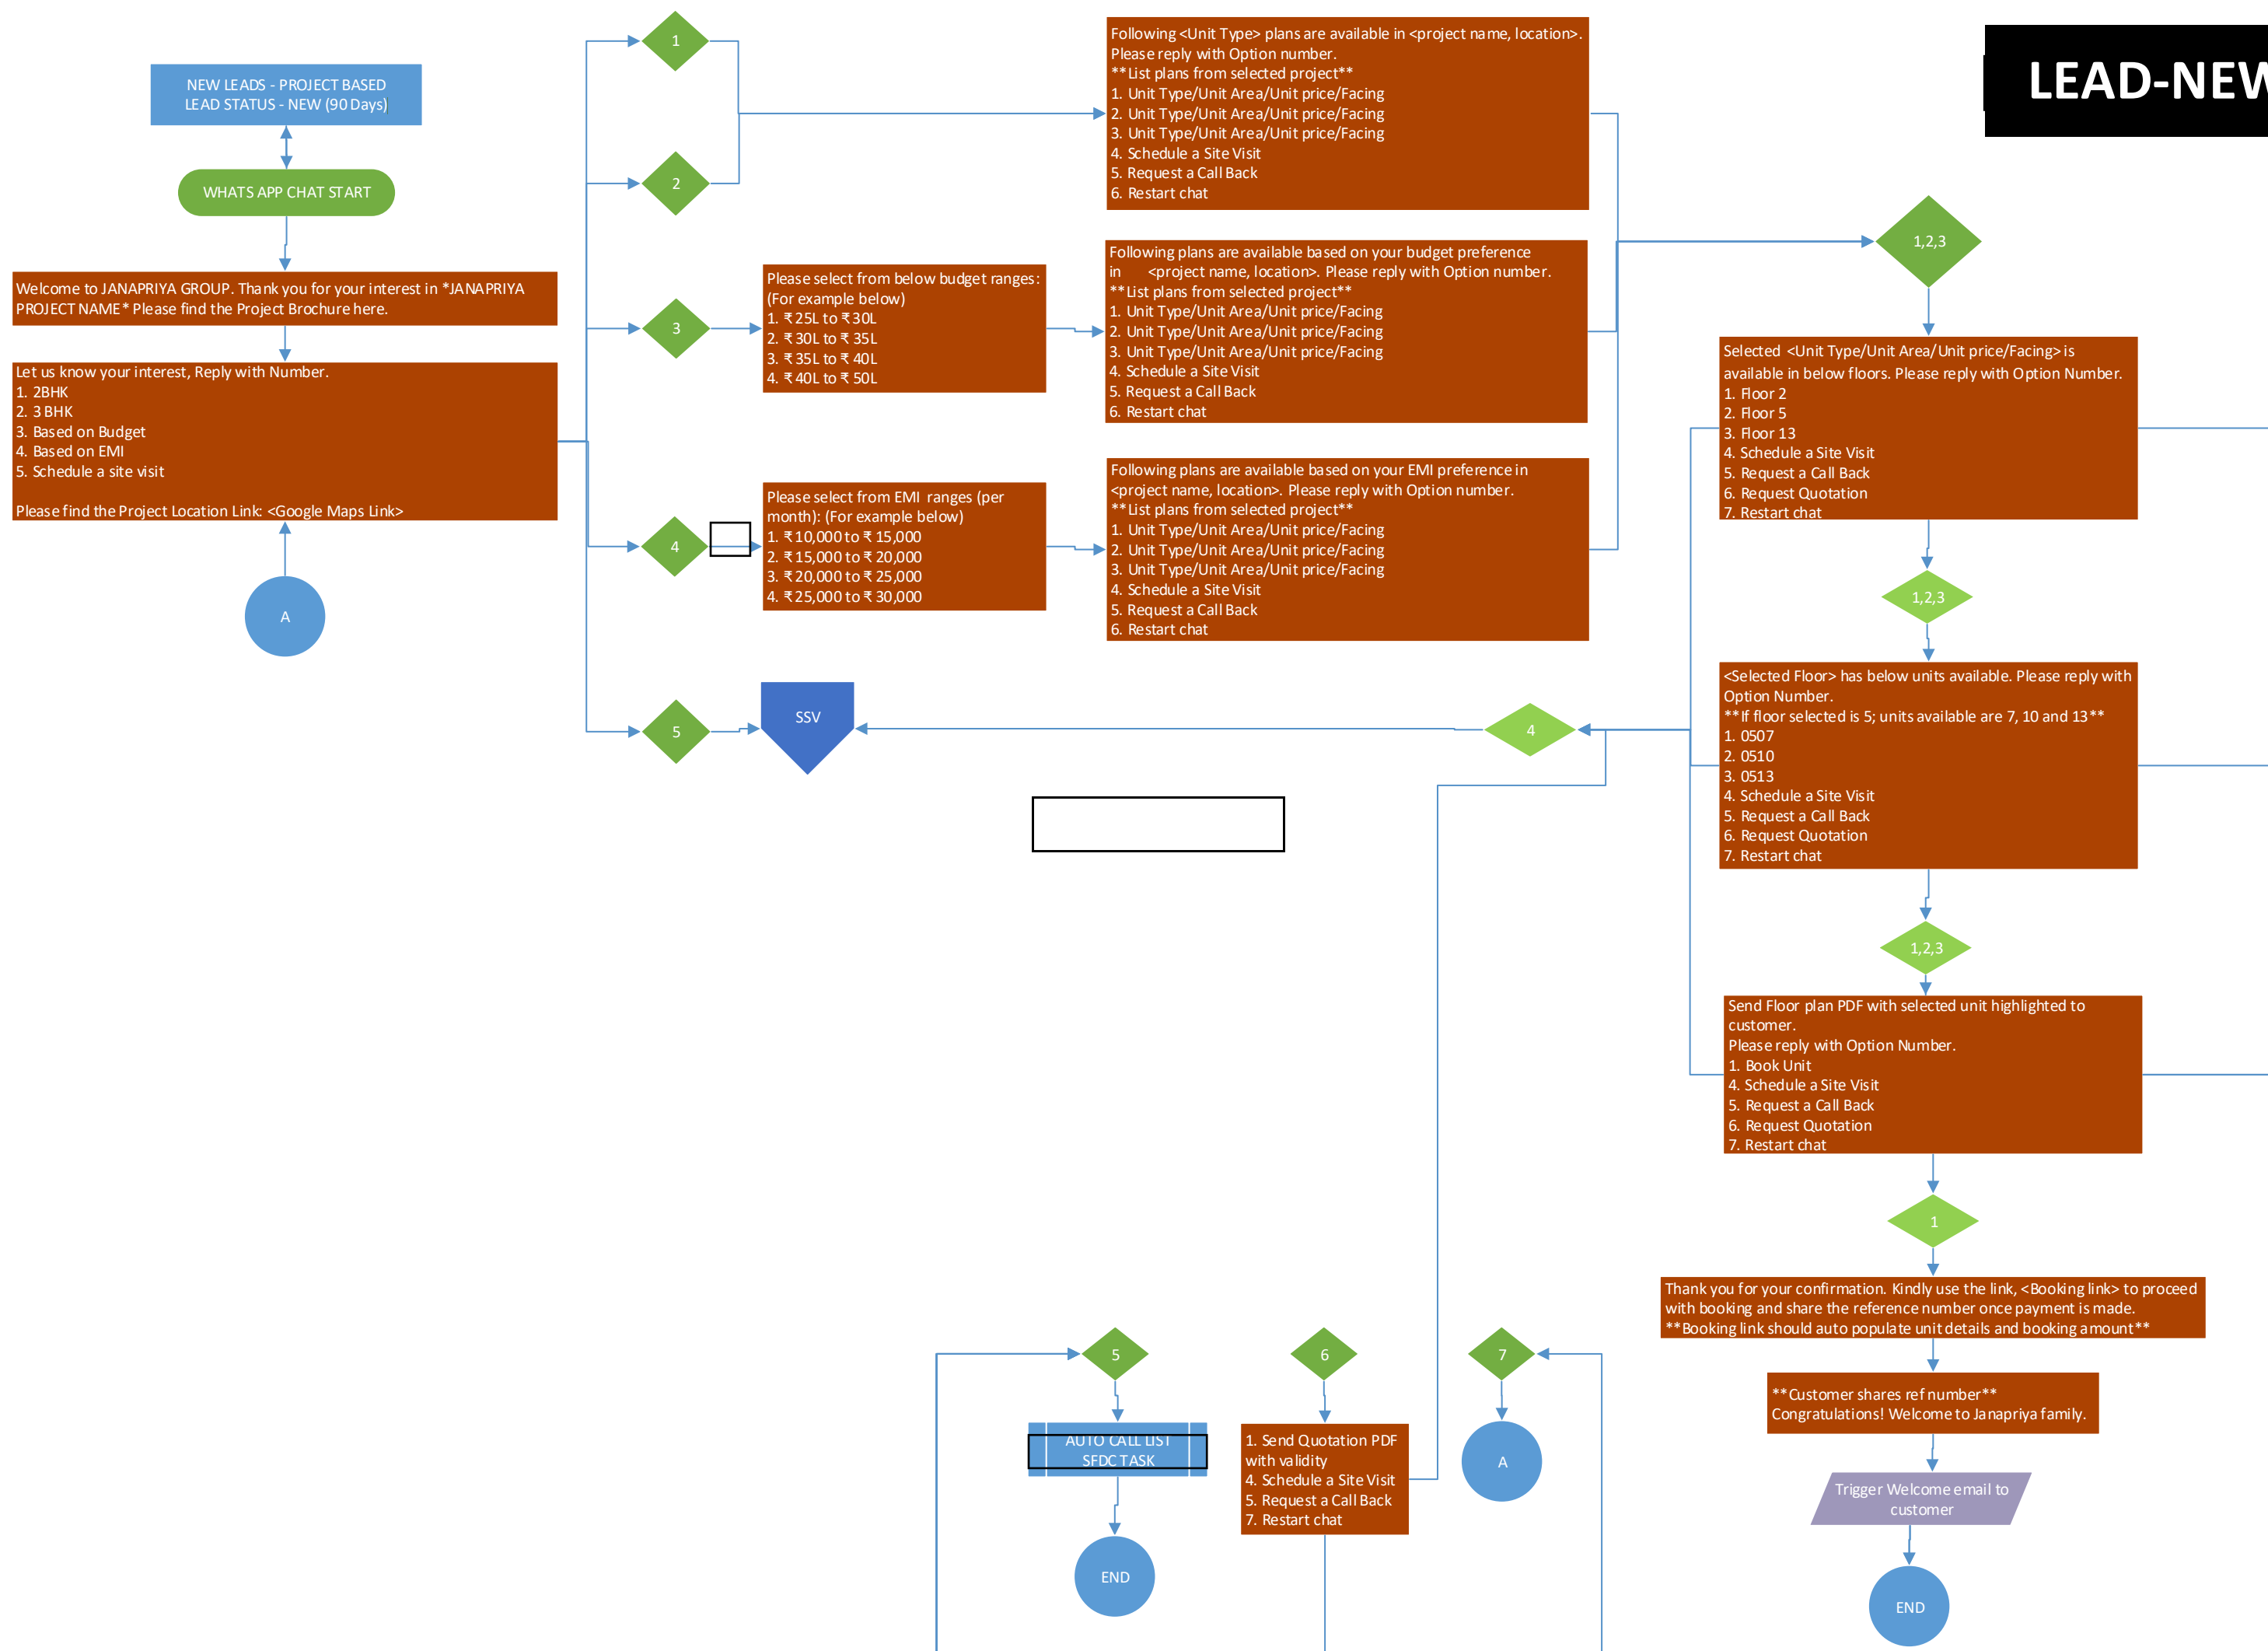 LEAD-NEW
NEW LEADS - PROJECT BASED
LEAD STATUS - NEW (90 Days)
WHATS APP CHAT START
Welcome to JANAPRIYA GROUP. Thank you for your interest in *JANAPRIYA
PROJECT NAME* Please find the Project Brochure here.
Let us know your interest, Reply with Number.
1. 2BHK
2. 3 BHK
3. Based on Budget
4. Based on EMI
5. Schedule a site visit
Please find the Project Location Link: <Google Maps Link>
A
1
2
3
4
5
Please select from below budget ranges:
(For example below)
1. ₹ 25L to ₹ 30L
2. ₹ 30L to ₹ 35L
3. ₹ 35L to ₹ 40L
4. ₹ 40L to ₹ 50L
Please select from EMI ranges (per
month): (For example below)
1. ₹ 10,000 to ₹ 15,000
2. ₹ 15,000 to ₹ 20,000
3. ₹ 20,000 to ₹ 25,000
4. ₹ 25,000 to ₹ 30,000
SSV
Following <Unit Type> plans are available in <project name, location>.
Please reply with Option number.
**List plans from selected project**
1. Unit Type/Unit Area/Unit price/Facing
2. Unit Type/Unit Area/Unit price/Facing
3. Unit Type/Unit Area/Unit price/Facing
4. Schedule a Site Visit
5. Request a Call Back
6. Restart chat
Following plans are available based on your budget preference
in <project name, location>. Please reply with Option number.
**List plans from selected project**
1. Unit Type/Unit Area/Unit price/Facing
2. Unit Type/Unit Area/Unit price/Facing
3. Unit Type/Unit Area/Unit price/Facing
4. Schedule a Site Visit
5. Request a Call Back
6. Restart chat
Following plans are available based on your EMI preference in
<project name, location>. Please reply with Option number.
**List plans from selected project**
1. Unit Type/Unit Area/Unit price/Facing
2. Unit Type/Unit Area/Unit price/Facing
3. Unit Type/Unit Area/Unit price/Facing
4. Schedule a Site Visit
5. Request a Call Back
6. Restart chat
4
1,2,3
Selected <Unit Type/Unit Area/Unit price/Facing> is
available in below floors. Please reply with Option Number.
1. Floor 2
2. Floor 5
3. Floor 13
4. Schedule a Site Visit
5. Request a Call Back
6. Request Quotation
7. Restart chat
1,2,3
<Selected Floor> has below units available. Please reply with
Option Number.
**If floor selected is 5; units available are 7, 10 and 13**
1. 0507
2. 0510
3. 0513
4. Schedule a Site Visit
5. Request a Call Back
6. Request Quotation
7. Restart chat
1,2,3
Send Floor plan PDF with selected unit highlighted to
customer.
Please reply with Option Number.
1. Book Unit
4. Schedule a Site Visit
5. Request a Call Back
6. Request Quotation
7. Restart chat
1
Thank you for your confirmation. Kindly use the link, <Booking link> to proceed
with booking and share the reference number once payment is made.
**Booking link should auto populate unit details and booking amount**
**Customer shares ref number**
Congratulations! Welcome to Janapriya family.
Trigger Welcome email to
customer
END
5
AUTO CALL LIST
SFDC TASK
END
6
1. Send Quotation PDF
with validity
4. Schedule a Site Visit
5. Request a Call Back
7. Restart chat
7
A